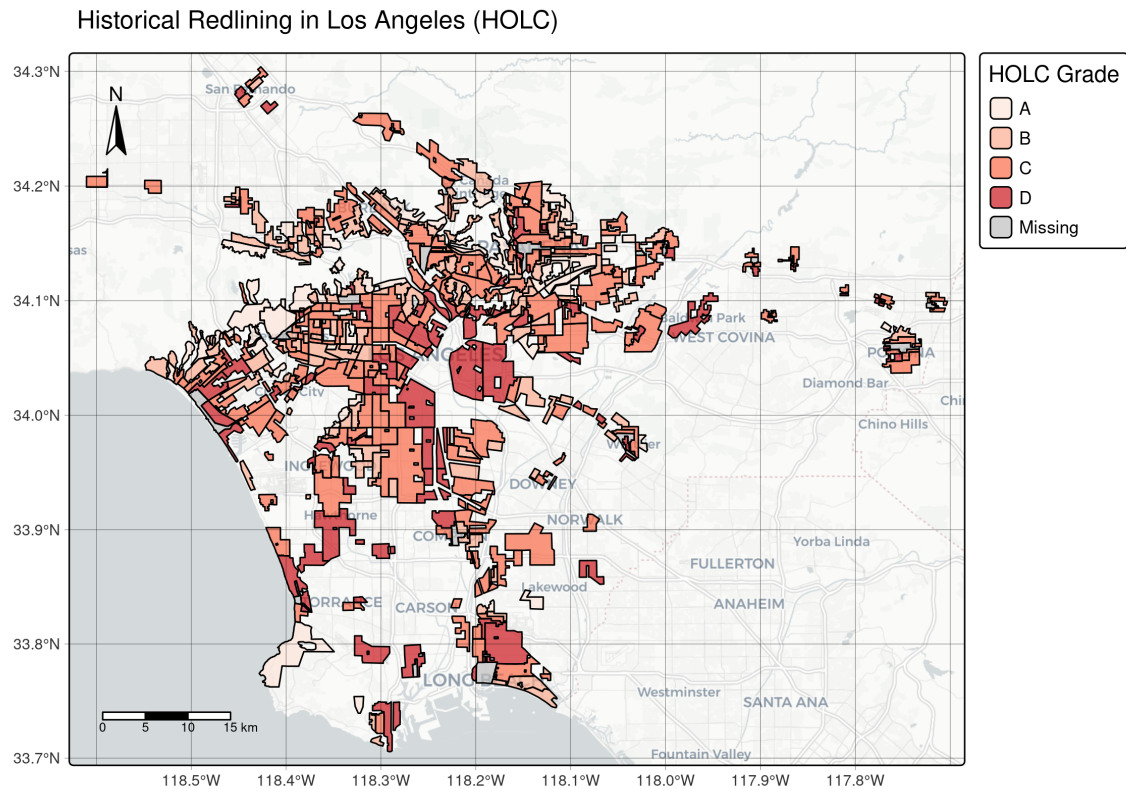 Historical Redlining in Los Angeles (HOLC)
34.3°N
34.2°N
34.1°N
34.0°N
33.9°N
33.8°N
33.7°N
N
HOLC Grade
A
B
C
D
Missing
sas
WEST COVINA
Diamond Bar
Chino Hills
Chi
DOWNEY
NORWALK
Yorba Linda
FULLERTON
Lakewood
ANAHEIM
CARSON
Westminster
SANTA ANA
Fountain Valley
0 5 10 15 km
118.5°W 118.4°W 118.3°W 118.2°W 118.1°W 118.0°W 117.9°W 117.8°W